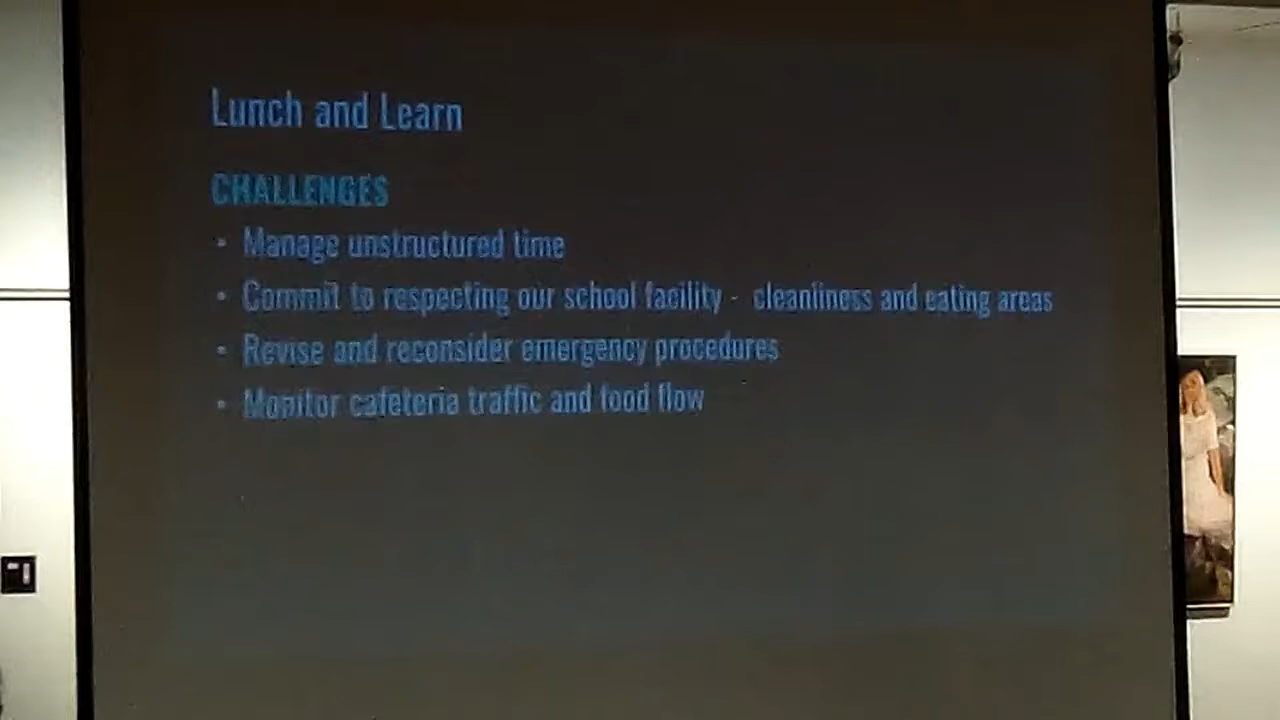 Lunch and Learn
CHALLENGES
• Manage unstructured time
• Commit to respecting our school facility - cleanliness and eating areas
• Revise and reconsider emergency procedures
• Monitor cafeteria traffic and food flow